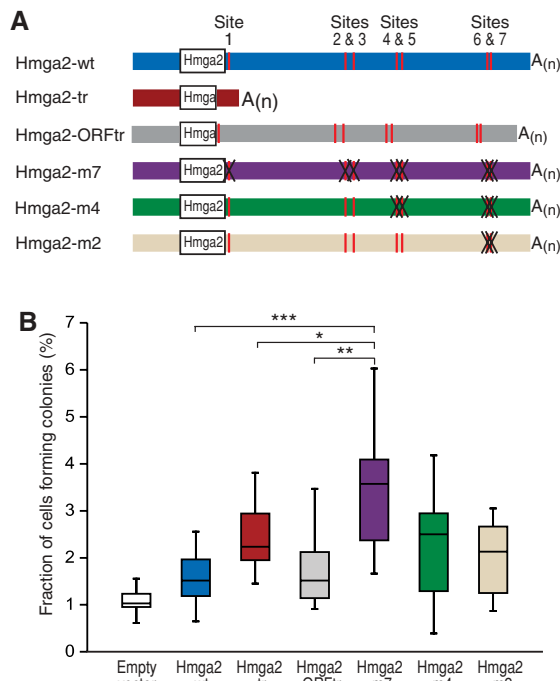 A
Site
1
Sites
2 & 3
Sites
4 & 5
Sites
6 & 7
Hmga2-wt
Hmga2
A(n)
Hmga2-tr
Hmga
A(n)
Hmga2-ORFtr
Hmga
A(n)
Hmga2-m7
Hmga2
A(n)
Hmga2-m4
Hmga2
A(n)
Hmga2-m2
Hmga2
A(n)
B
Fraction of cells forming colonies (%)
7
6
5
4
3
2
1
0
***
*
**
Empty
Hmga2
Hmga2
Hmga2
Hmga2
Hmga2
Hmga2